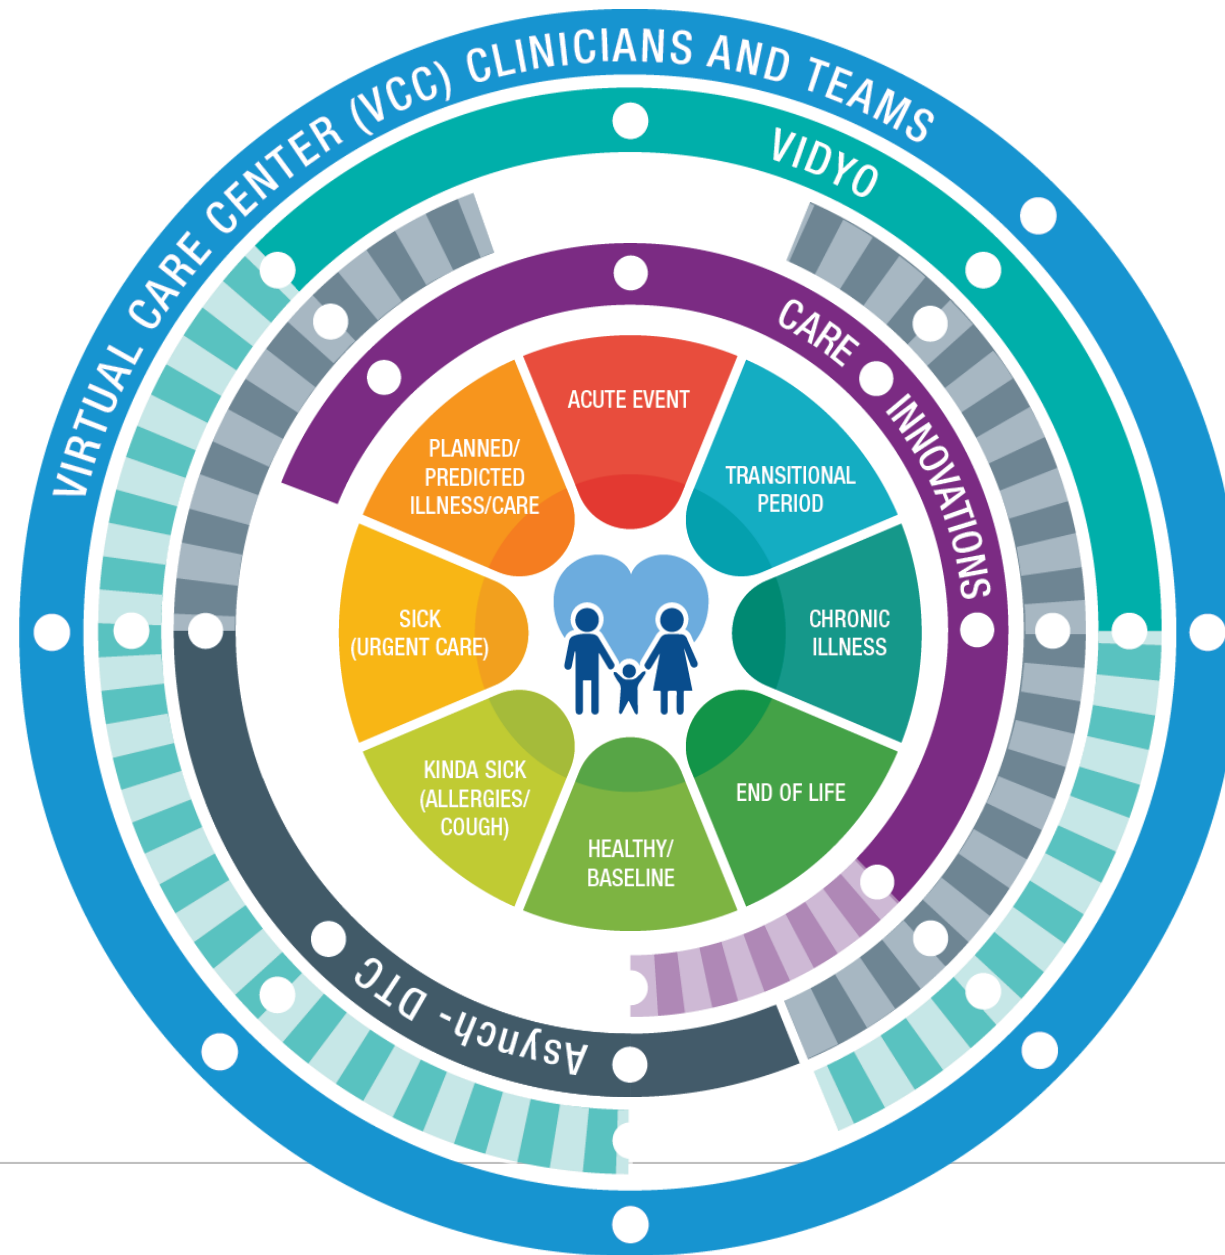 VIRTUAL CARE CENTER (VCC) CLINICIANS AND TEAMS
VIDYO
CARE INNOVATIONS
ACUTE EVENT
TRANSITIONAL
PERIOD
CHRONIC
ILLNESS
END OF LIFE
HEALTHY/
BASELINE
KINDA SICK
(ALLERGIES/
COUGH)
SICK
(URGENT CARE)
PLANNED/
PREDICTED
ILLNESS/CARE
Asynch- DTC